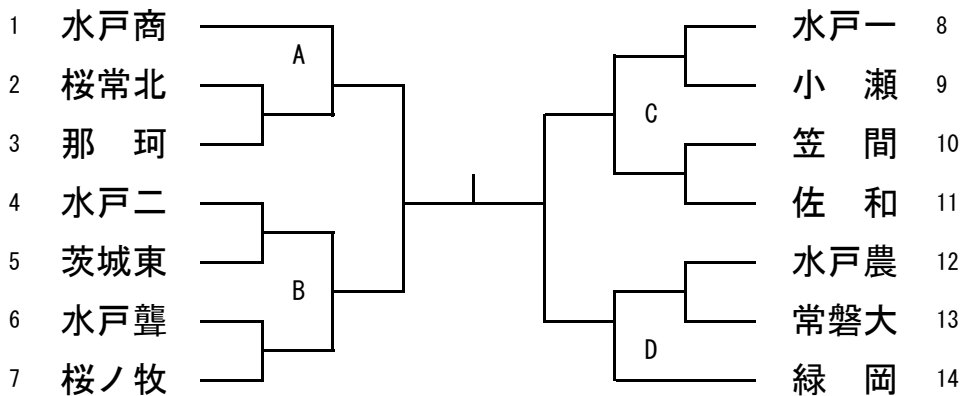 1 水戸商
2 桜常北
3 那　珂
4 水戸二
5 茨城東
6 水戸聾
7 桜ノ牧
A
B
水戸一 8
小　瀬 9
笠　間 10
佐　和 11
水戸農 12
常磐大 13
緑　岡 14
C
D